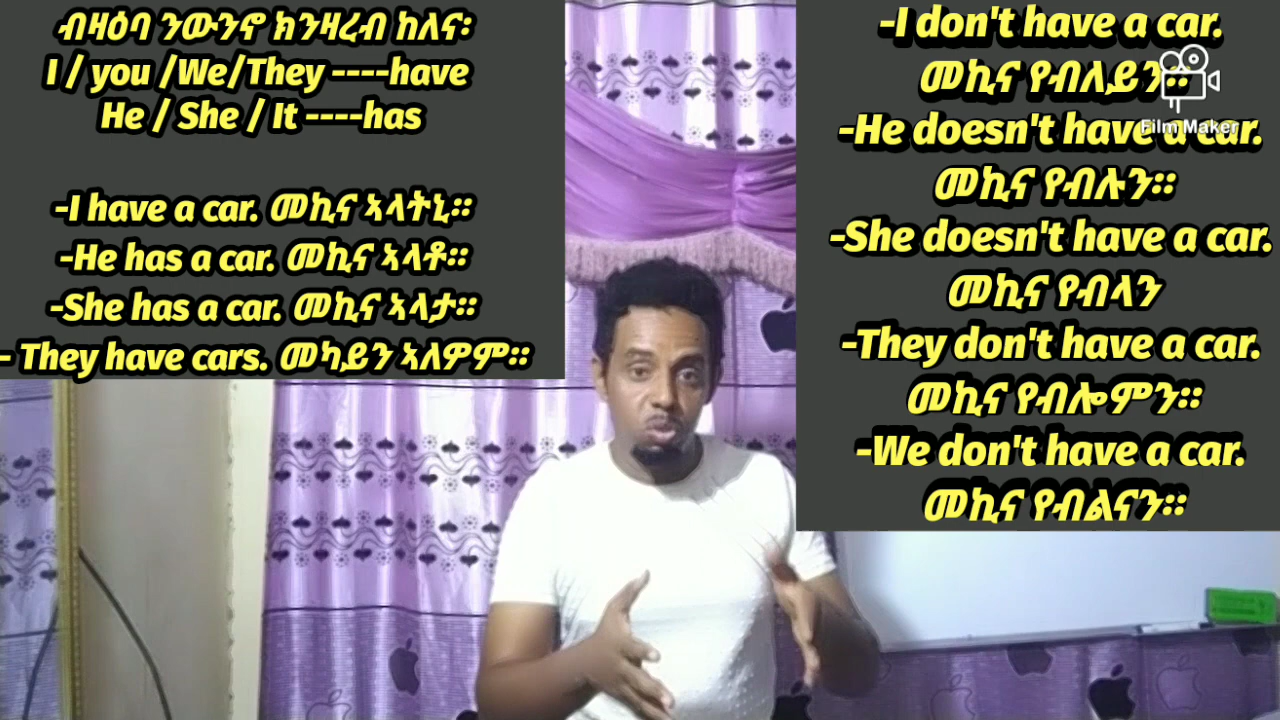 ብዛዕባ ንውንኖ ክንዛረብ ከለና፡
I / you /We/They ----have
He / She / It ----has
-I have a car. መኪና ኣላትኒ።
-He has a car. መኪና ኣላቶ።
-She has a car. መኪና ኣላታ።
- They have cars. መካይን ኣለዎም።
-I don't have a car.
መኪና የብለይን።
-He doesn't have a car.
መኪና የብሉን።
-She doesn't have a car.
መኪና የብላን
-They don't have a car.
መኪና የብሎምን።
-We don't have a car.
መኪና የብልናን።
Film Maker